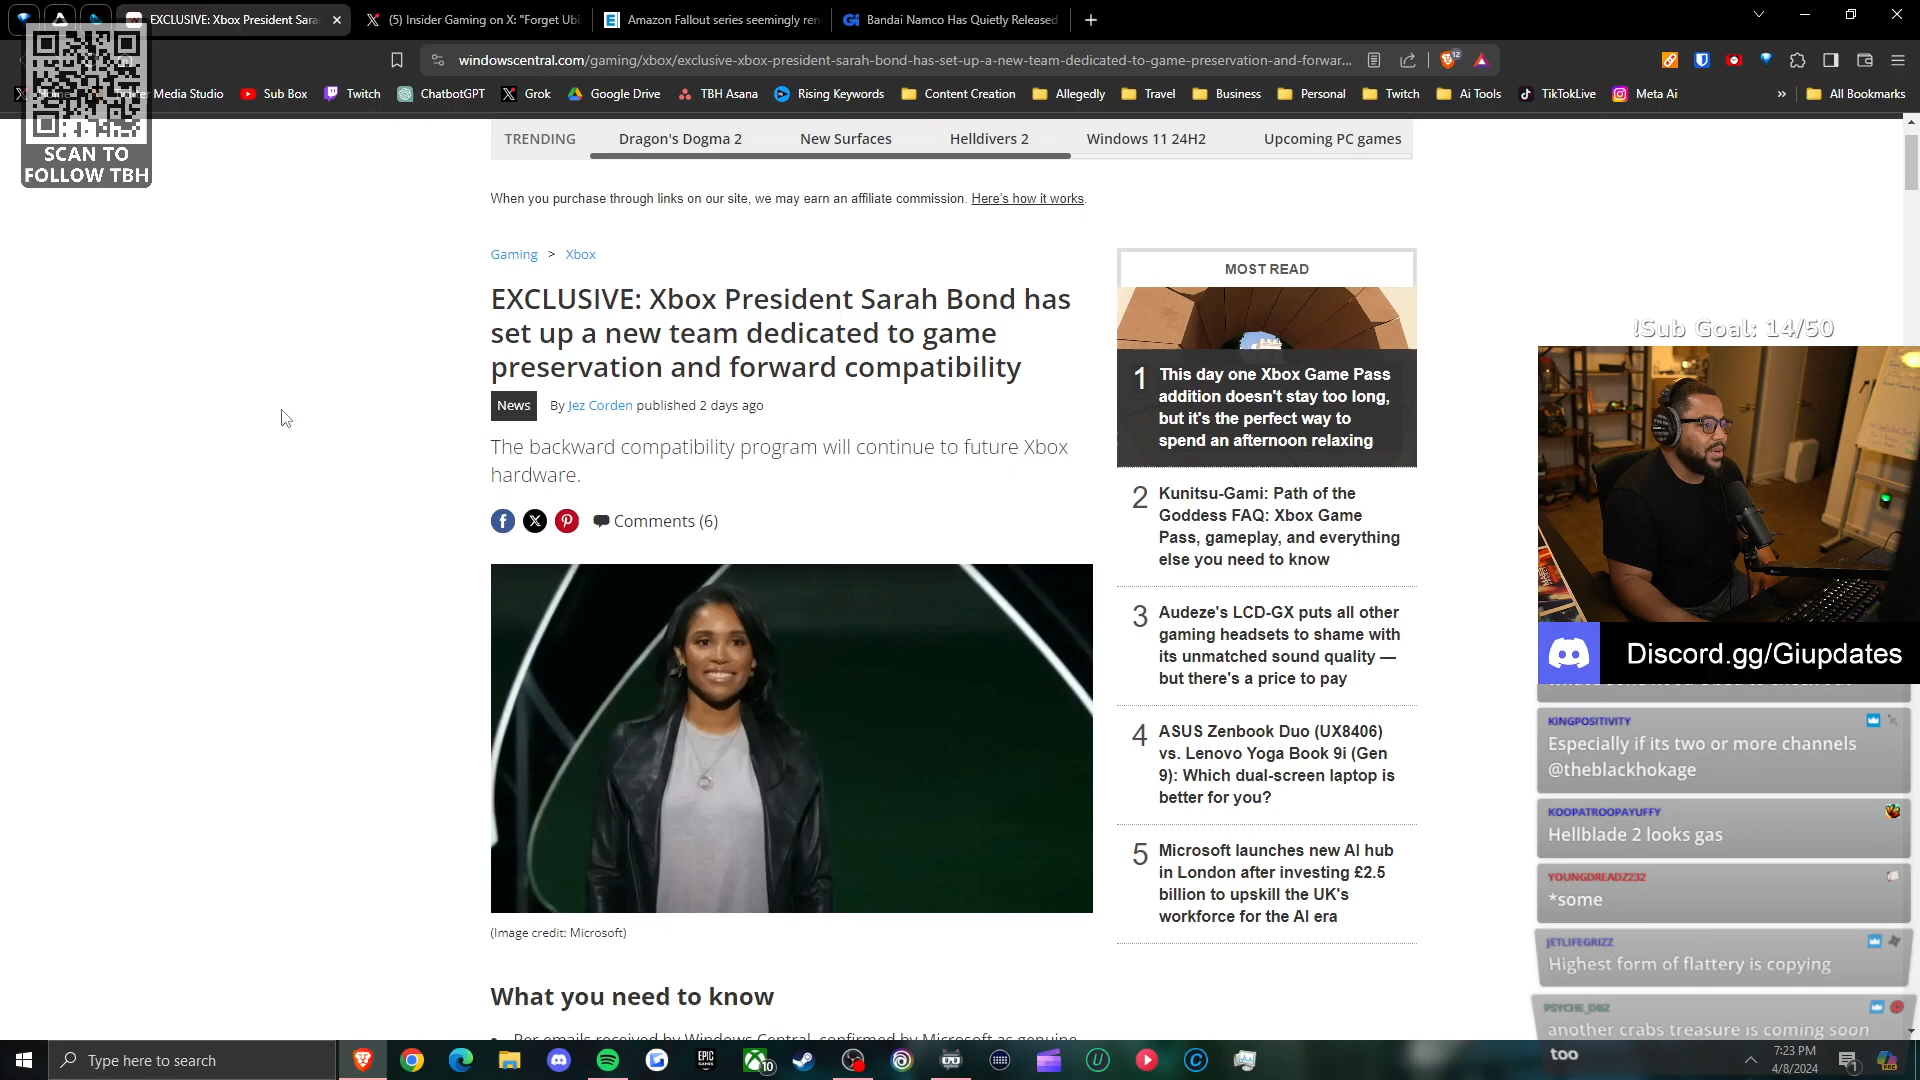 EXCLUSIVE: Xbox President Sara
(5) Insider Gaming on X: "Forget Ubi
Amazon Fallout series seemingly ren
Bandai Namco Has Quietly Released
windowscentral.com/gaming/xbox/exclusive-xbox-president-sarah-bond-has-set-up-a-new-team-dedicated-to-game-preservation-and-forwar...
12
Media Studio
Sub Box
Twitch
ChatbotGPT
Grok
Google Drive
TBH Asana
Rising Keywords
Content Creation
Allegedly
Travel
Business
Personal
Twitch
Ai Tools
TikTokLive
Meta Ai
»
All Bookmarks
SCAN TO
FOLLOW TBH
TRENDING
Dragon's Dogma 2
New Surfaces
Helldivers 2
Windows 11 24H2
Upcoming PC games
When you purchase through links on our site, we may earn an affiliate commission. Here's how it works.
Gaming > Xbox
EXCLUSIVE: Xbox President Sarah Bond has
set up a new team dedicated to game
preservation and forward compatibility
News By Jez Corden published 2 days ago
The backward compatibility program will continue to future Xbox
hardware.
Comments (6)
(Image credit: Microsoft)
What you need to know
Per emails received by Windows Central, confirmed by Microsoft as genuine
MOST READ
1
This day one Xbox Game Pass
addition doesn't stay too long,
but it's the perfect way to
spend an afternoon relaxing
2
Kunitsu-Gami: Path of the
Goddess FAQ: Xbox Game
Pass, gameplay, and everything
else you need to know
3
Audeze's LCD-GX puts all other
gaming headsets to shame with
its unmatched sound quality —
but there's a price to pay
4
ASUS Zenbook Duo (UX8406)
vs. Lenovo Yoga Book 9i (Gen
9): Which dual-screen laptop is
better for you?
5
Microsoft launches new AI hub
in London after investing £2.5
billion to upskill the UK's
workforce for the AI era
!Sub Goal: 14/50
Discord.gg/Giupdates
KINGPOSITIVITY
Especially if its two or more channels
@theblackhokage
KOOPATROOPAYUFFY
Hellblade 2 looks gas
YOUNGDREADZ232
*some
JETLIFEGRIZZ
Highest form of flattery is copying
PSYCHE_DBZ
another crabs treasure is coming soon
too
Type here to search
EPIC
GAMES
10
7:23 PM
4/8/2024
1